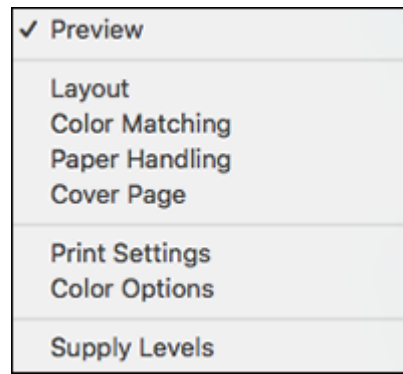 ✓ Preview
Layout
Color Matching
Paper Handling
Cover Page
Print Settings
Color Options
Supply Levels